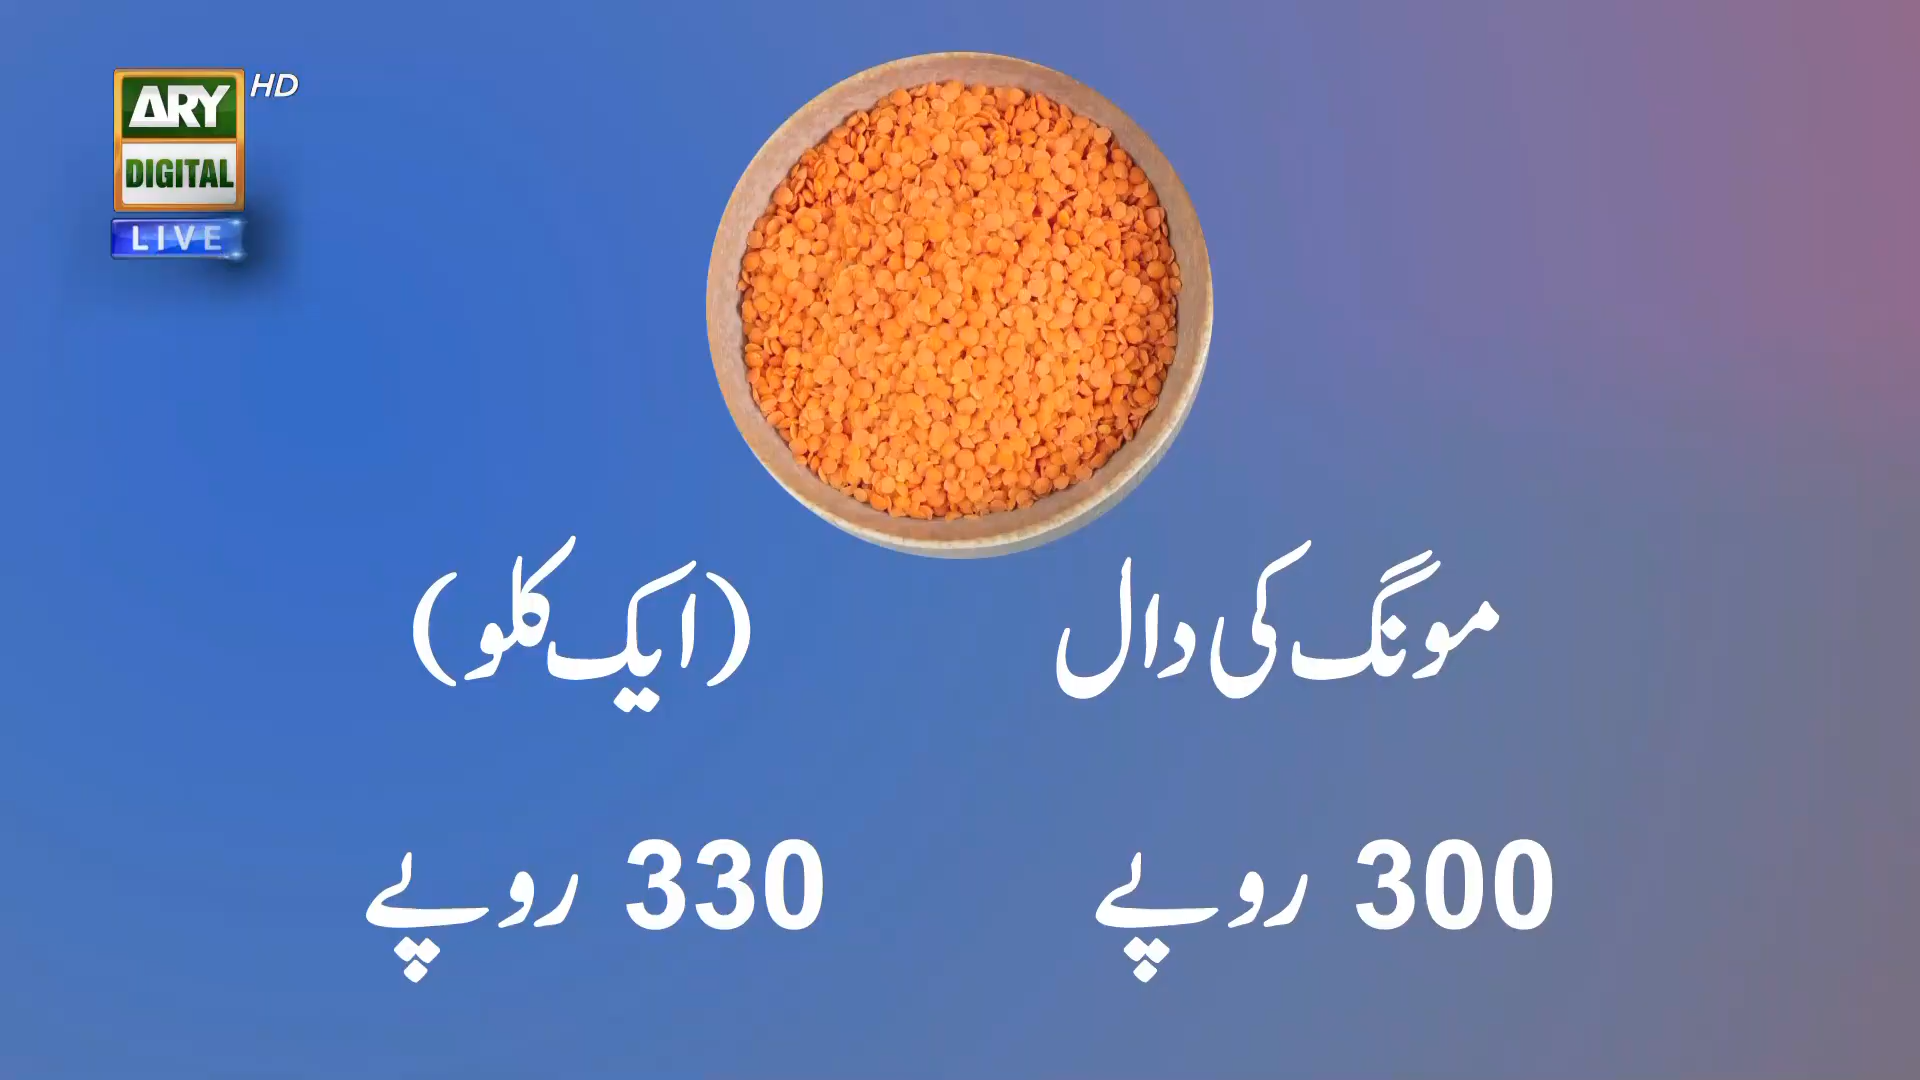 ARY HD
DIGITAL
LIVE
مونگ کی دال (ایک کلو)
300 روپے 330 روپے